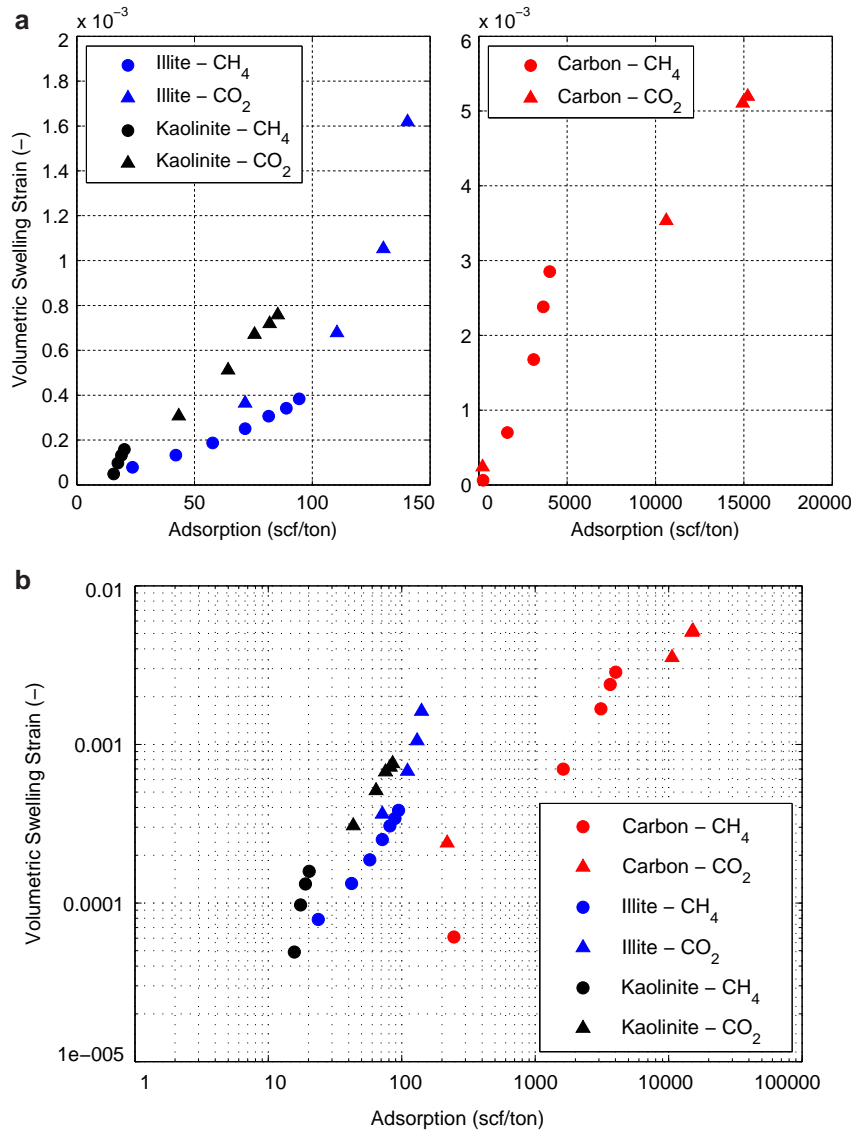 a
x 10⁻³
2
1.8
1.6
1.4
1.2
1
0.8
0.6
0.4
0.2
0
0
50
100
150
Volumetric Swelling Strain (−)
Adsorption (scf/ton)
Illite − CH₄
Illite − CO₂
Kaolinite − CH₄
Kaolinite − CO₂
x 10⁻³
6
5
4
3
2
1
0
0
5000
10000
15000
20000
Adsorption (scf/ton)
Carbon − CH₄
Carbon − CO₂
b
0.01
0.001
0.0001
1e−005
1
10
100
1000
10000
100000
Volumetric Swelling Strain (−)
Adsorption (scf/ton)
Carbon − CH₄
Carbon − CO₂
Illite − CH₄
Illite − CO₂
Kaolinite − CH₄
Kaolinite − CO₂